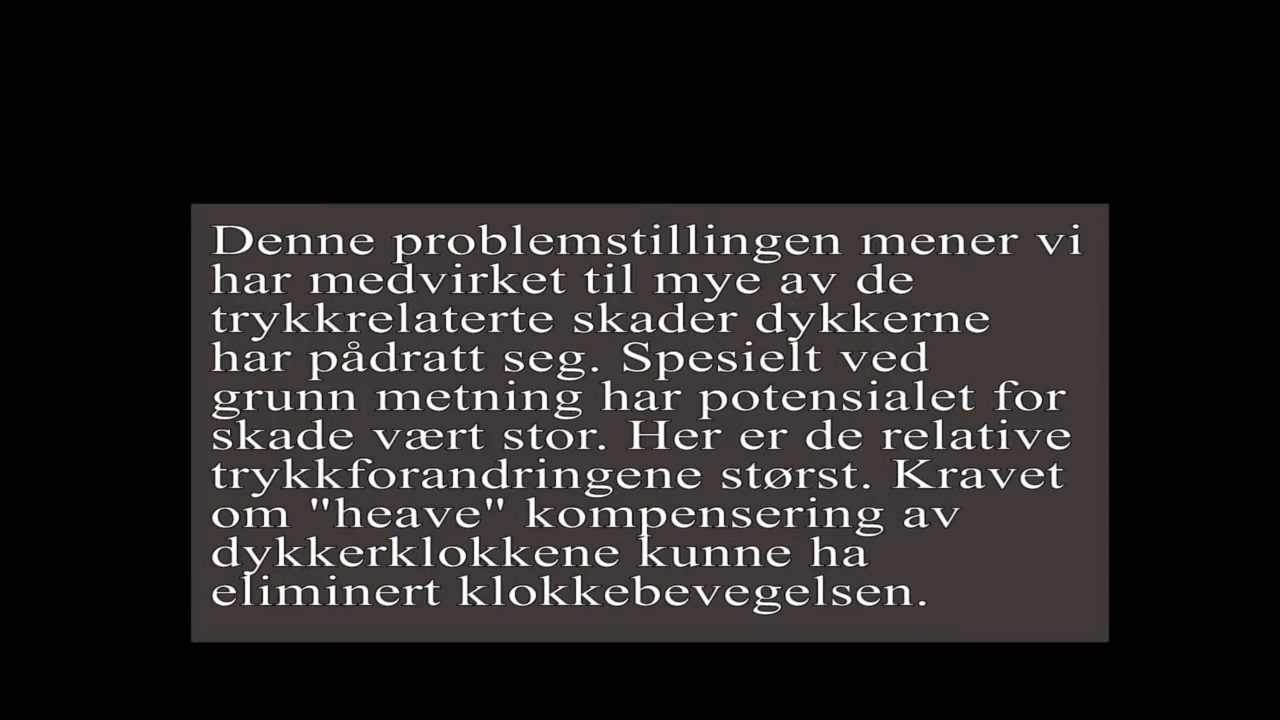 Denne problemstillingen mener vi
har medvirket til mye av de
trykkrelaterte skader dykkerne
har pådratt seg. Spesielt ved
grunn metning har potensialet for
skade vært stor. Her er de relative
trykkforandringene størst. Kravet
om "heave" kompensering av
dykkerklokkene kunne ha
eliminert klokkebevegelsen.